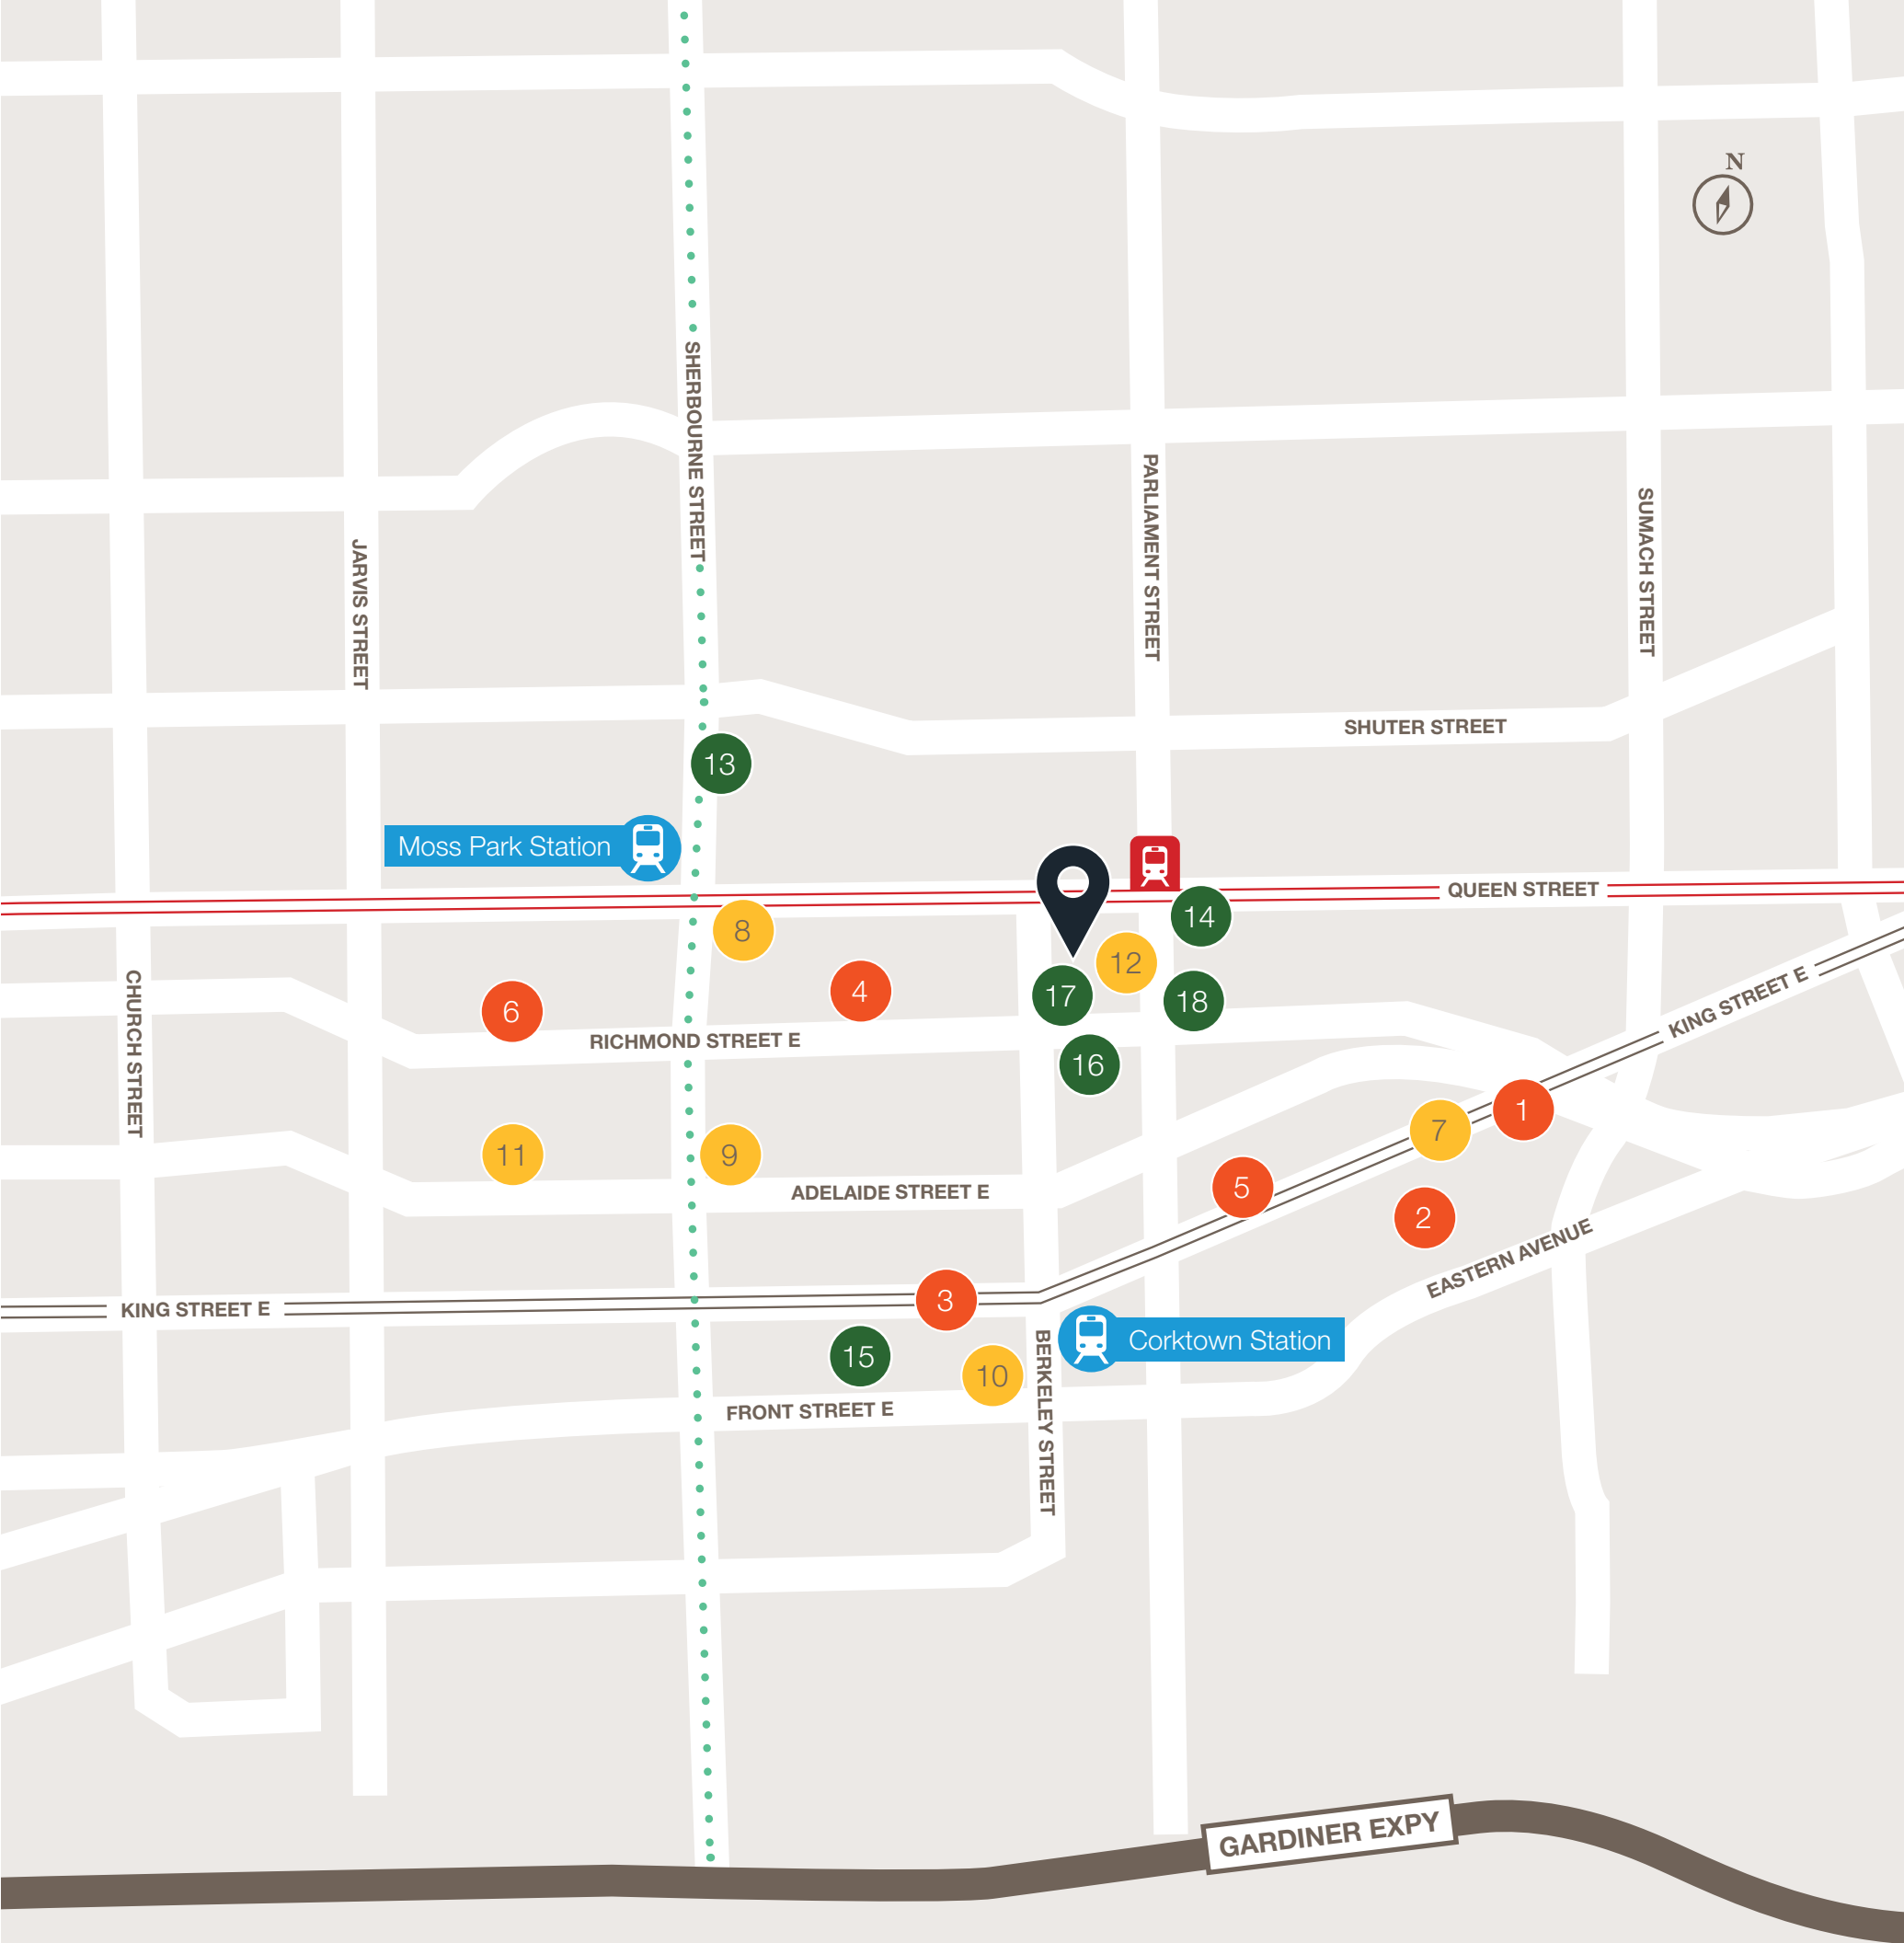 N
SHERBOURNE STREET
PARLIAMENT STREET
SUMACH STREET
JARVIS STREET
SHUTER STREET
13
Moss Park Station
QUEEN STREET
14
8
12
CHURCH STREET
4
17
18
6
KING STREET E
RICHMOND STREET E
16
1
7
11
9
5
ADELAIDE STREET E
2
EASTERN AVENUE
3
KING STREET E
Corktown Station
15
10
BERKELEY STREET
FRONT STREET E
GARDINER EXPY